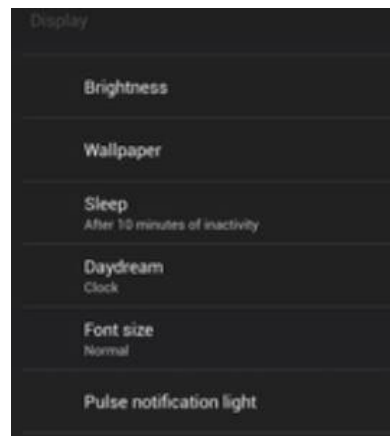 Display
Brightness
Wallpaper
Sleep
After 10 minutes of inactivity
Daydream
Clock
Font size
Normal
Pulse notification light